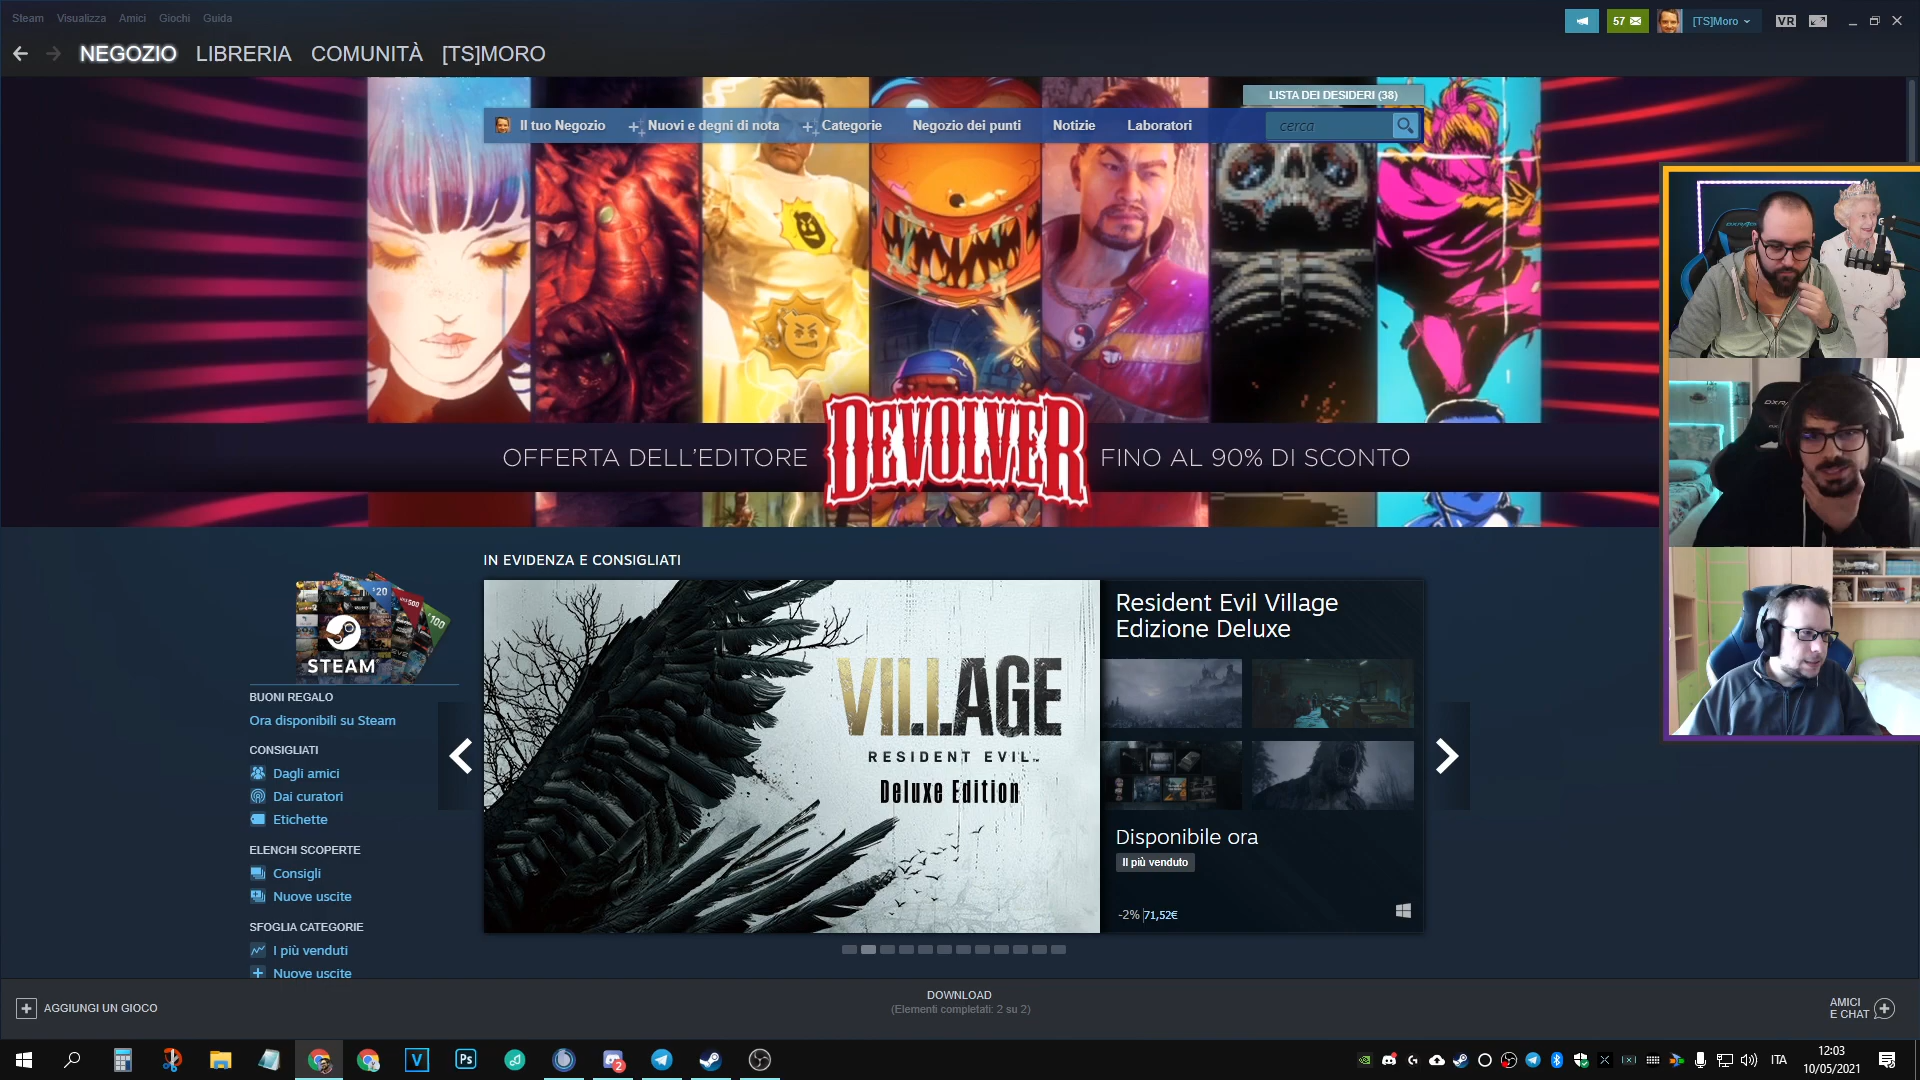 Steam Visualizza Amici Giochi Guida
57 [TS]Moro VR
NEGOZIO LIBRERIA COMUNITÀ [TS]MORO
LISTA DEI DESIDERI (38)
Il tuo Negozio Nuovi e degni di nota Categorie Negozio dei punti Notizie Laboratori cerca
OFFERTA DELL'EDITORE DEVOLVER FINO AL 90% DI SCONTO
IN EVIDENZA E CONSIGLIATI
STEAM
BUONI REGALO
Ora disponibili su Steam
CONSIGLIATI
Dagli amici
Dai curatori
Etichette
ELENCHI SCOPERTE
Consigli
Nuove uscite
SFOGLIA CATEGORIE
I più venduti
Nuove uscite
VILLAGE
RESIDENT EVIL
Deluxe Edition
Resident Evil Village
Edizione Deluxe
Disponibile ora
Il più venduto
-2% 71,52€
AGGIUNGI UN GIOCO
DOWNLOAD
(Elementi completati: 2 su 2)
AMICI
E CHAT
V Ps 2
ITA
12:03
10/05/2021